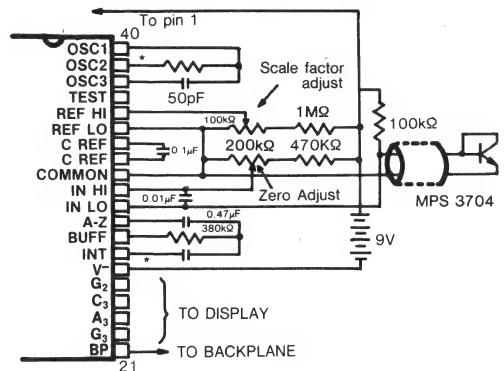 To pin 1
40
OSC1
OSC2
*
OSC3
50pF
TEST
Scale factor
adjust
REF HI
100kΩ
1MΩ
REF LO
200kΩ
470KΩ
100kΩ
C REF
0.1µF
C REF
COMMON
IN HI
0.01µF
Zero Adjust
MPS 3704
IN LO
A-Z
0.47µF
BUFF
380kΩ
9V
INT
*
V⁻
G₂
C₃
TO DISPLAY
A₃
G₃
BP
TO BACKPLANE
21